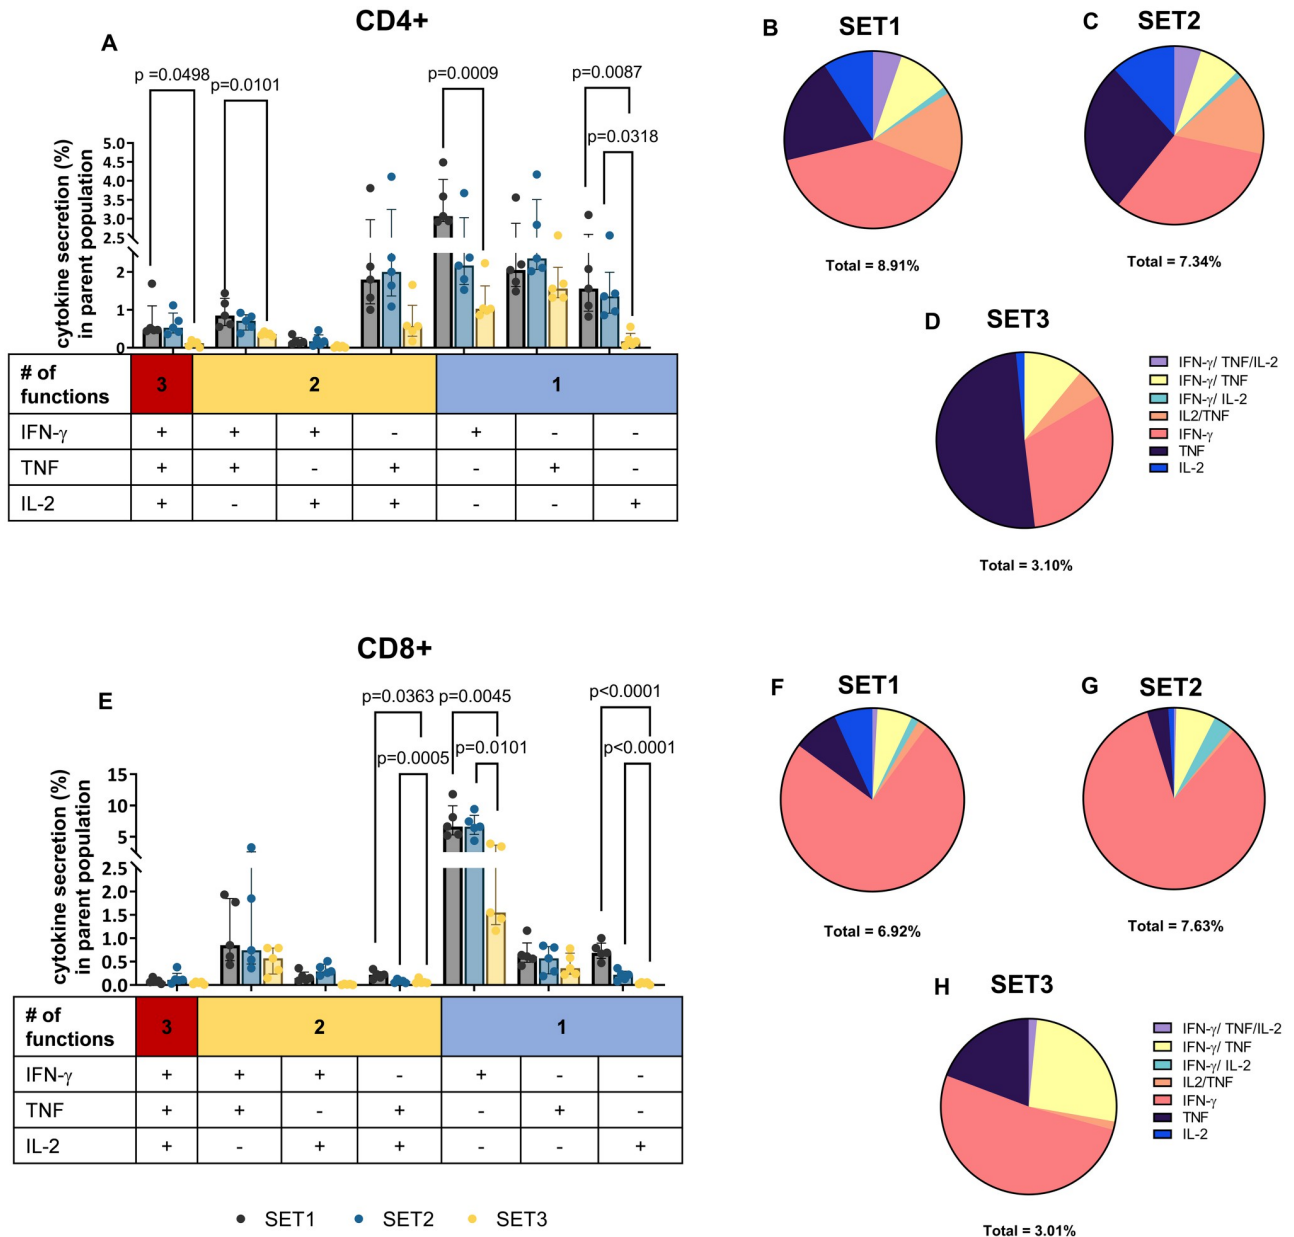 CD4+
A
p =0.0498
p=0.0101
p=0.0009
p=0.0087
p=0.0318
cytokine secretion (%)
in parent population
5.0
4.5
4.0
3.5
3.0
2.5
2
1
0
# of
functions
3
2
1
IFN-γ + + + - + - -
TNF + + - + - + -
IL-2 + - + + - - +
B
SET1
Total = 8.91%
C
SET2
Total = 7.34%
D
SET3
Total = 3.10%
IFN-γ/ TNF/IL-2
IFN-γ/ TNF
IFN-γ/ IL-2
IL2/TNF
IFN-γ
TNF
IL-2
CD8+
E
p=0.0363
p=0.0045
p<0.0001
p=0.0005
p=0.0101
p<0.0001
cytokine secretion (%)
in parent population
15
10
5
2.5
2.0
1.5
1.0
0.5
0.0
# of
functions
3
2
1
IFN-γ + + + - + - -
TNF + + - + - + -
IL-2 + - + + - - +
SET1 SET2 SET3
F
SET1
Total = 6.92%
G
SET2
Total = 7.63%
H
SET3
Total = 3.01%
IFN-γ/ TNF/IL-2
IFN-γ/ TNF
IFN-γ/ IL-2
IL2/TNF
IFN-γ
TNF
IL-2